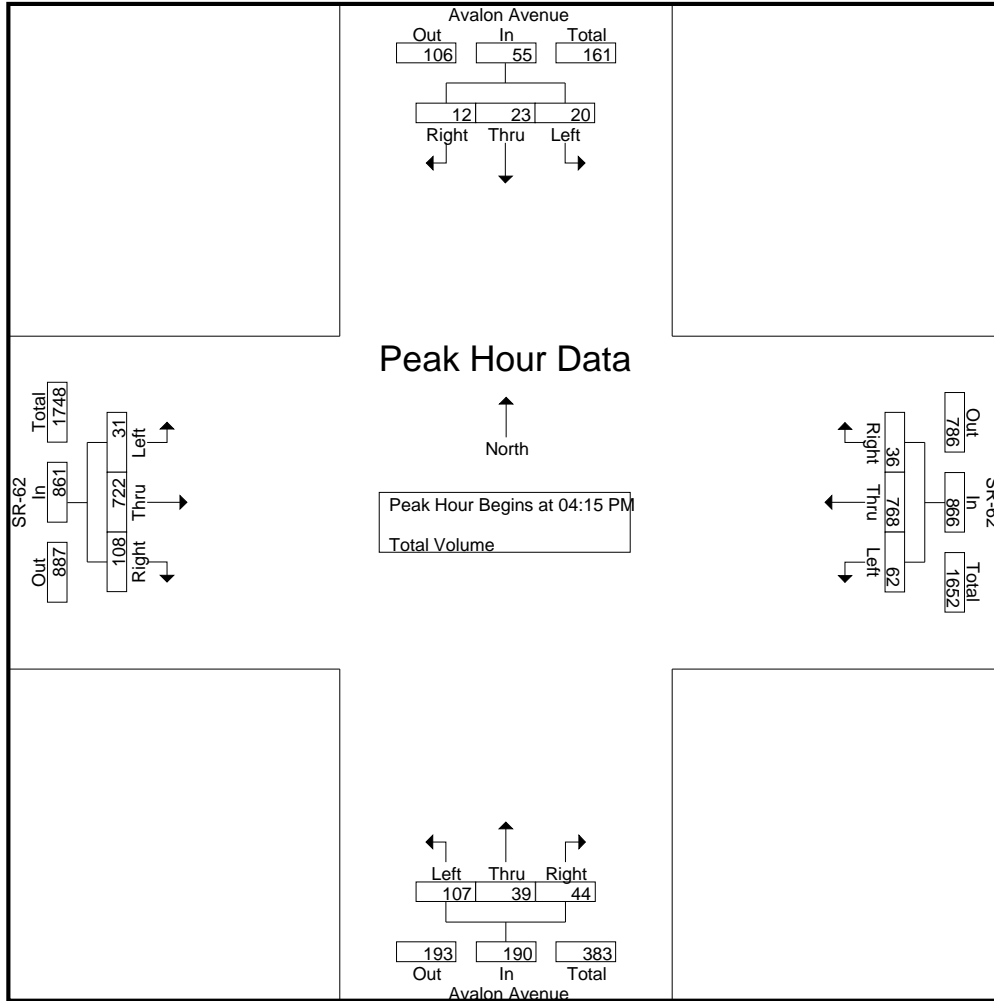 Avalon Avenue
Out In Total
106 55 161
12 23 20
Right Thru Left
Peak Hour Data
North
Peak Hour Begins at 04:15 PM
Total Volume
SR-62
Out In Total
887 861 1748
108 722 31
Right Thru Left
SR-62
Out In Total
786 866 1652
36 768 62
Right Thru Left
Left Thru Right
107 39 44
193 190 383
Out In Total
Avalon Avenue